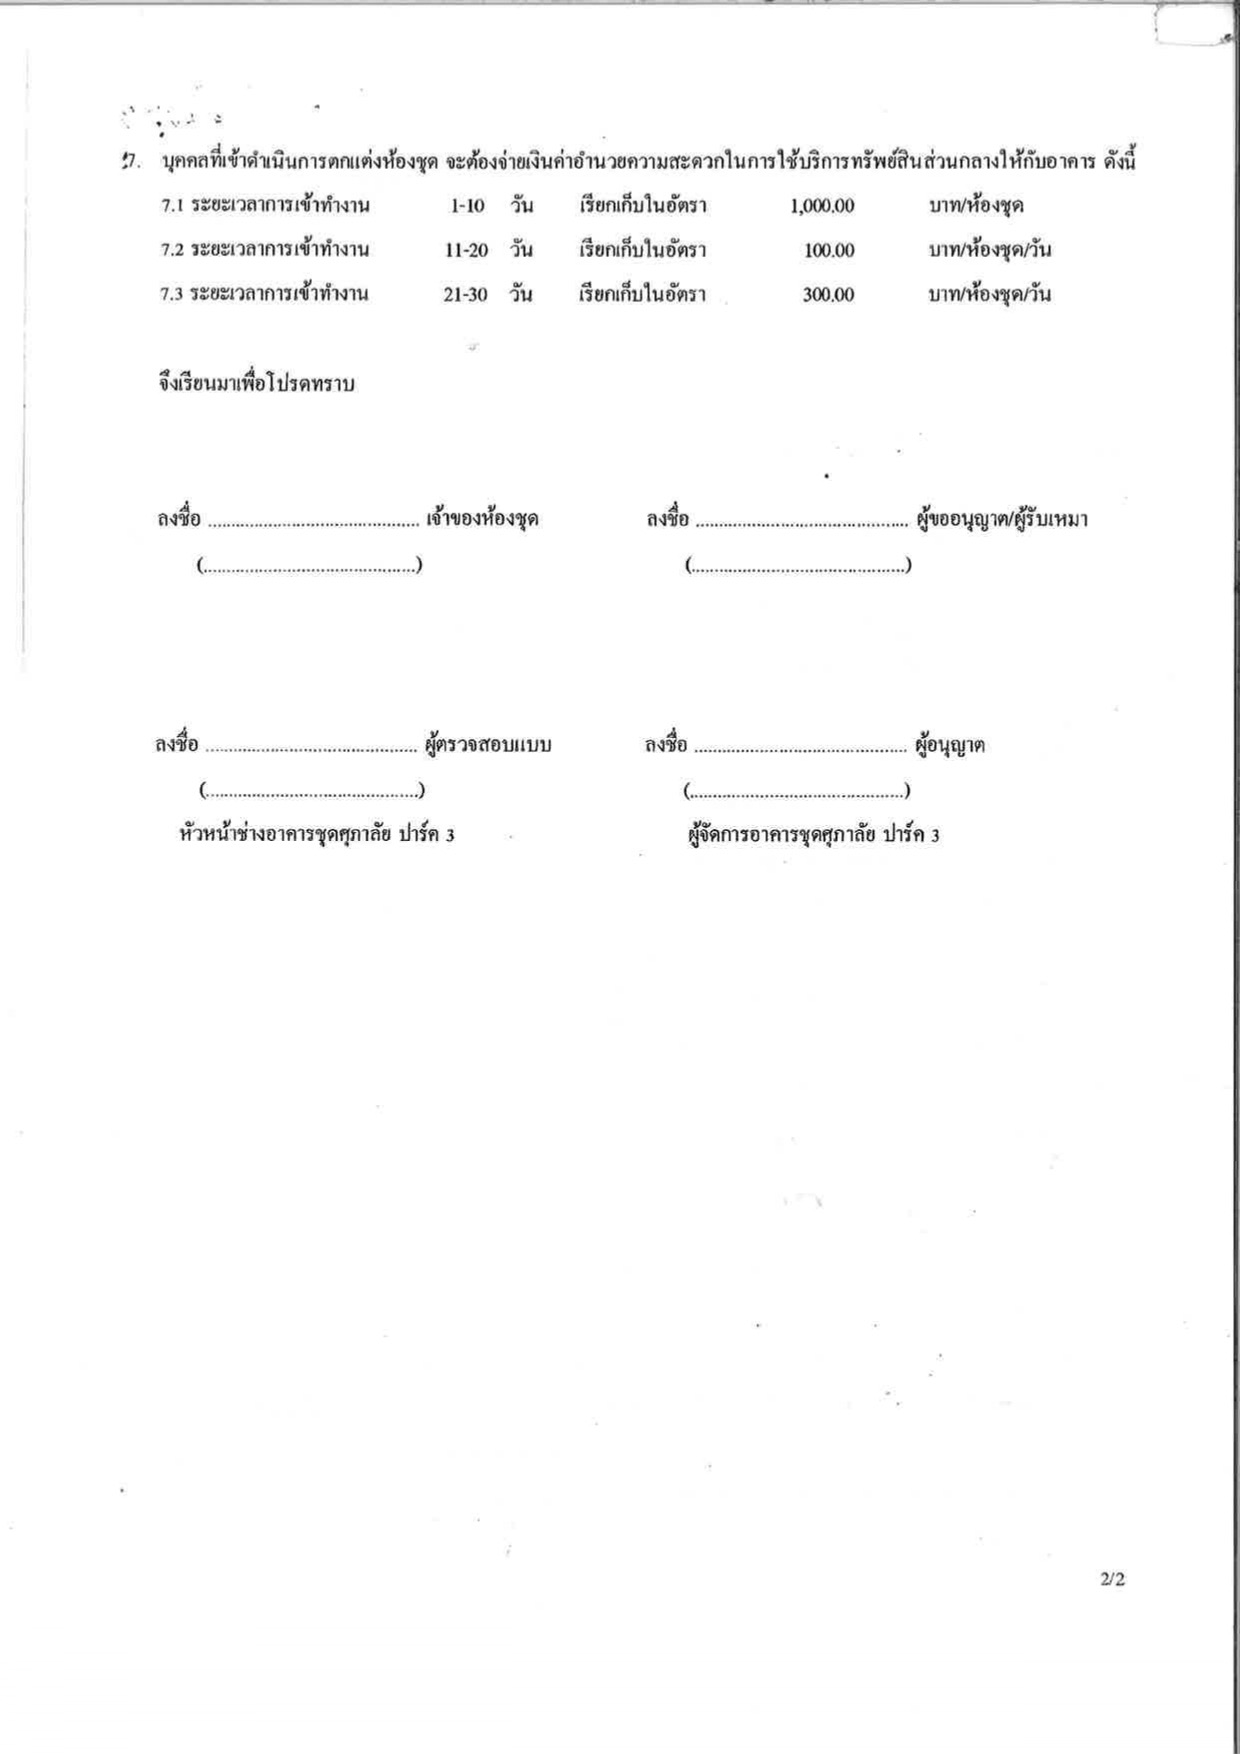 7. บุคคลที่เข้าดำเนินการตกแต่งห้องชุด จะต้องจ่ายเงินค่าอำนวยความสะดวกในการใช้บริการทรัพย์สินส่วนกลางให้กับอาคาร ดังนี้
7.1 ระยะเวลาการเข้าทำงาน 1-10 วัน เรียกเก็บในอัตรา 1,000.00 บาท/ห้องชุด
7.2 ระยะเวลาการเข้าทำงาน 11-20 วัน เรียกเก็บในอัตรา 100.00 บาท/ห้องชุด/วัน
7.3 ระยะเวลาการเข้าทำงาน 21-30 วัน เรียกเก็บในอัตรา 300.00 บาท/ห้องชุด/วัน
จึงเรียนมาเพื่อโปรดทราบ
ลงชื่อ ............................................. เจ้าของห้องชุด ลงชื่อ ............................................. ผู้ขออนุญาต/ผู้รับเหมา
(.............................................) (.............................................)
ลงชื่อ ............................................. ผู้ตรวจสอบแบบ ลงชื่อ ............................................. ผู้อนุญาต
(.............................................) (.............................................)
หัวหน้าช่างอาคารชุดศุภาลัย ปาร์ค 3 ผู้จัดการอาคารชุดศุภาลัย ปาร์ค 3
2/2